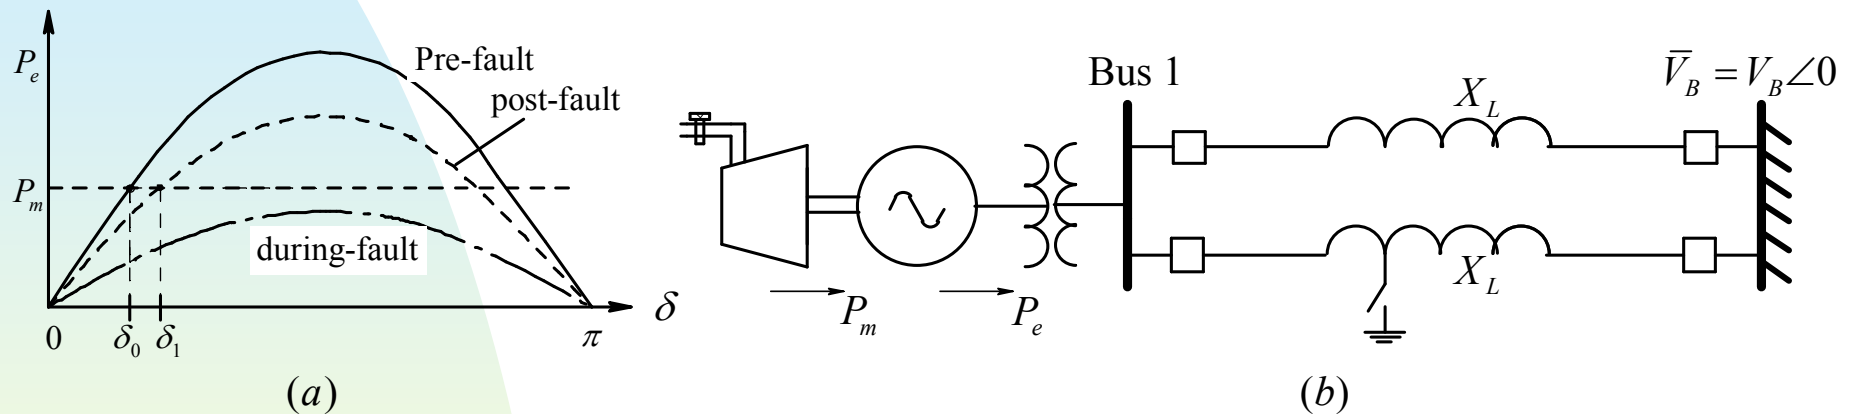 P_e
Pre-fault
post-fault
P_m
during-fault
0
δ_0
δ_1
π
δ
(a)
Bus 1
X_L
V̅_B = V_B∠0
X_L
P_m
P_e
(b)